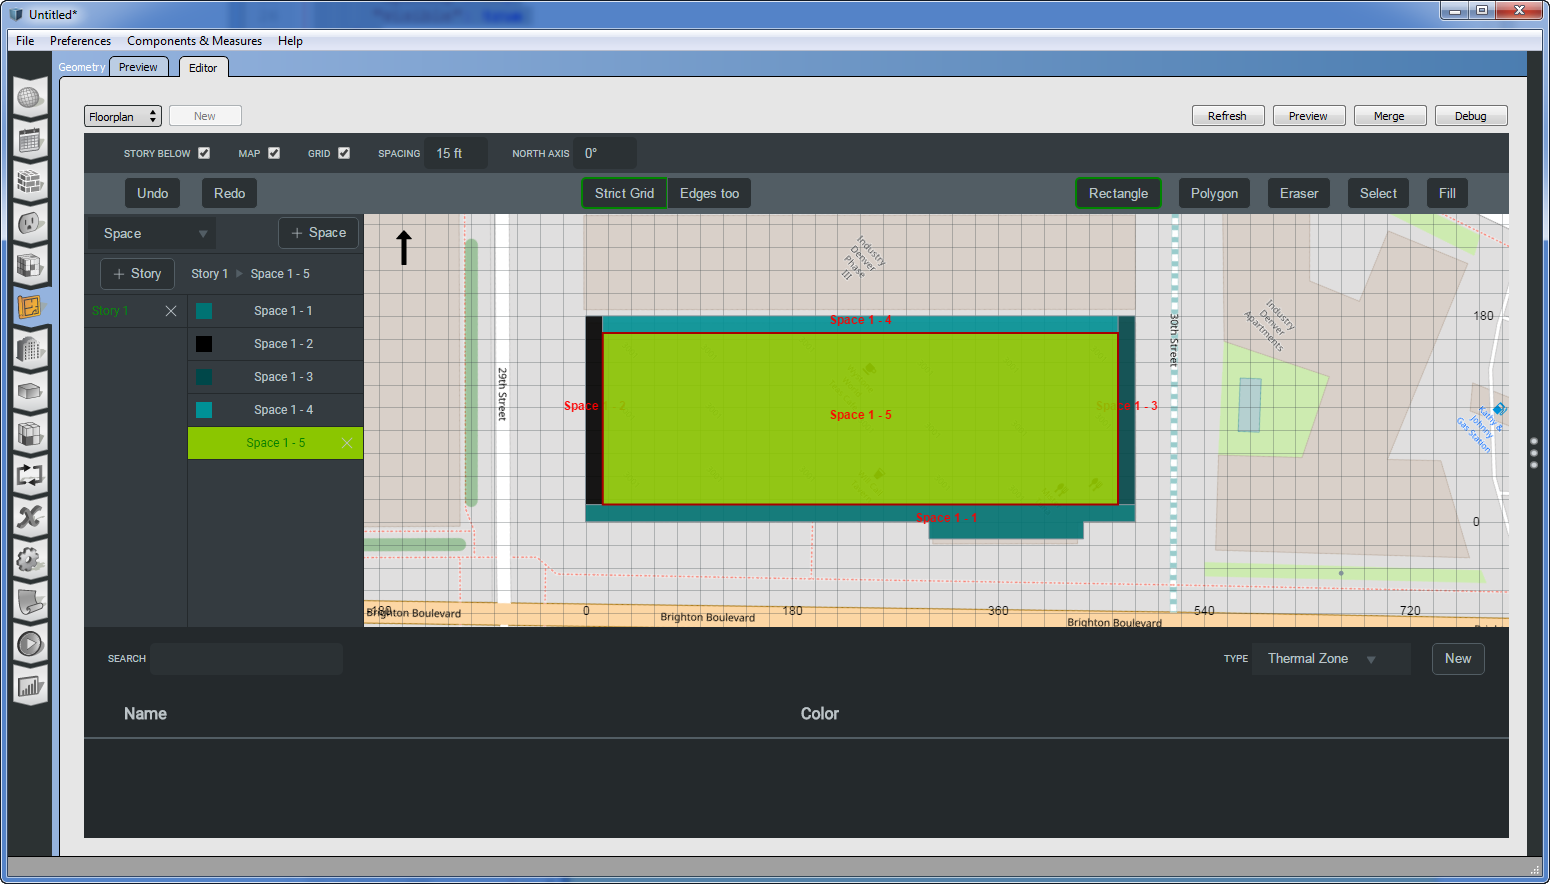 Untitled*
File Preferences Components & Measures Help
Geometry Preview Editor
Floorplan New Refresh Preview Merge Debug
STORY BELOW MAP GRID SPACING 15 ft NORTH AXIS 0°
Undo Redo Strict Grid Edges too Rectangle Polygon Eraser Select Fill
Space + Space
+ Story Story 1 Space 1 - 5
Story 1 Space 1 - 1
Space 1 - 2
Space 1 - 3
Space 1 - 4
Space 1 - 5
Industry
Denver
Phase
III
Industry
Denver
Apartments
Space 1 - 4
180
30th Street
29th Street
Space 1 - 2
Space 1 - 5
Space 1 - 3
Kathy &
Johnny
Gas Station
Space 1 - 1
0
-180 0 180 360 540 720
Brighton Boulevard
Brighton Boulevard
Brighton Boulevard
SEARCH TYPE Thermal Zone New
Name Color